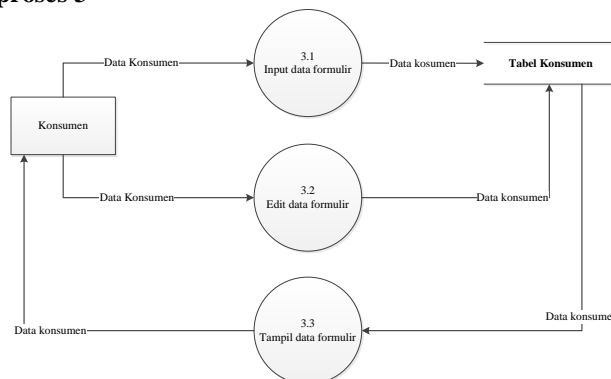 proses 3
3.1
Input data formulir
Data Konsumen
Data kosumen
Tabel Konsumen
Konsumen
3.2
Edit data formulir
Data Konsumen
Data konsumen
3.3
Tampil data formulir
Data konsumen
Data konsume